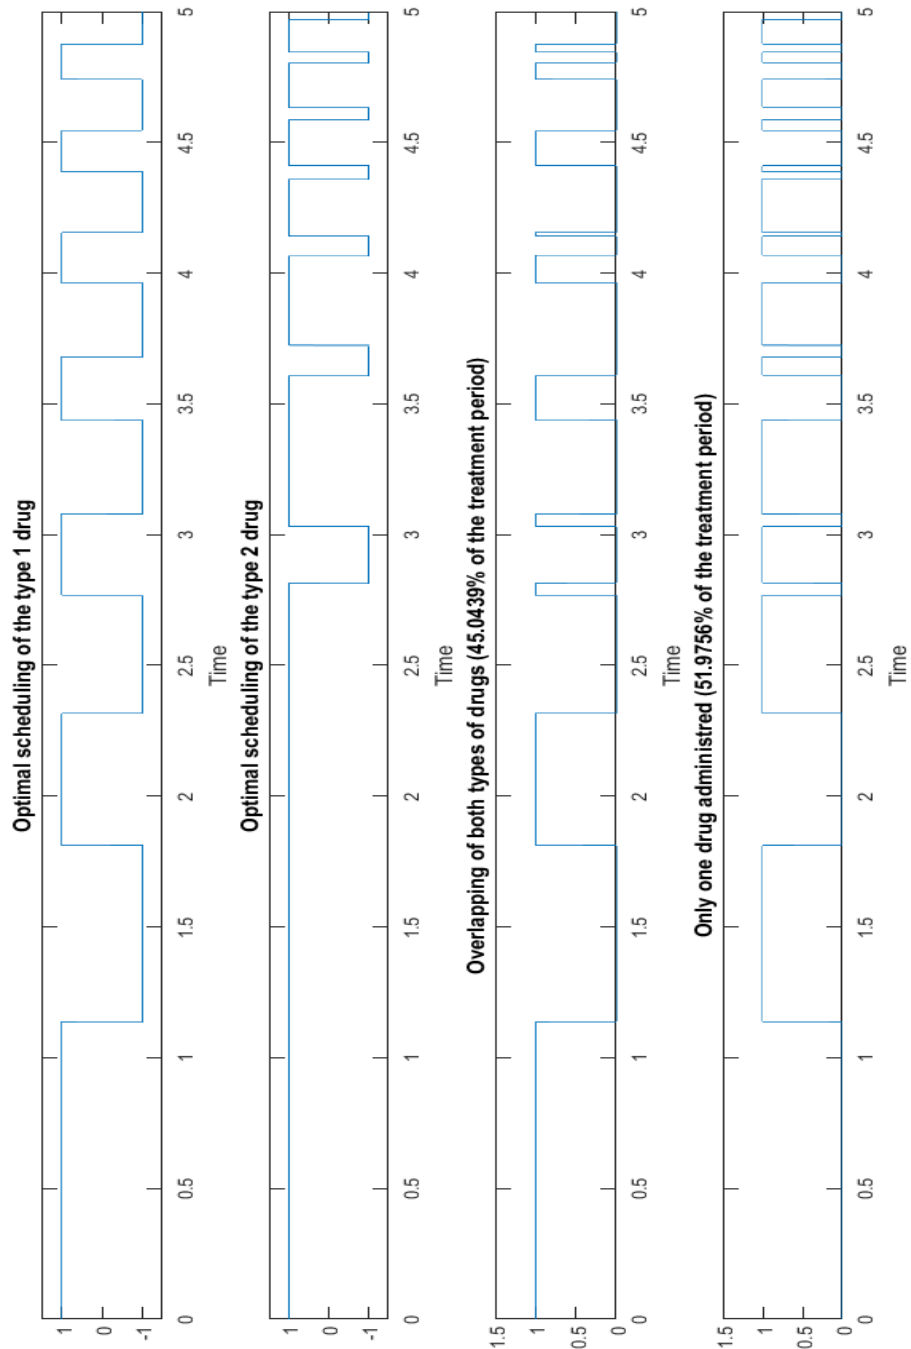 Optimal scheduling of the type 1 drug
1
0
-1
0 0.5 1 1.5 2 2.5 3 3.5 4 4.5 5
Time
Optimal scheduling of the type 2 drug
1
0
-1
0 0.5 1 1.5 2 2.5 3 3.5 4 4.5 5
Time
Overlapping of both types of drugs (45.0439% of the treatment period)
1.5
1
0.5
0
0 0.5 1 1.5 2 2.5 3 3.5 4 4.5 5
Time
Only one drug administred (51.9756% of the treatment period)
1.5
1
0.5
0
0 0.5 1 1.5 2 2.5 3 3.5 4 4.5 5
Time